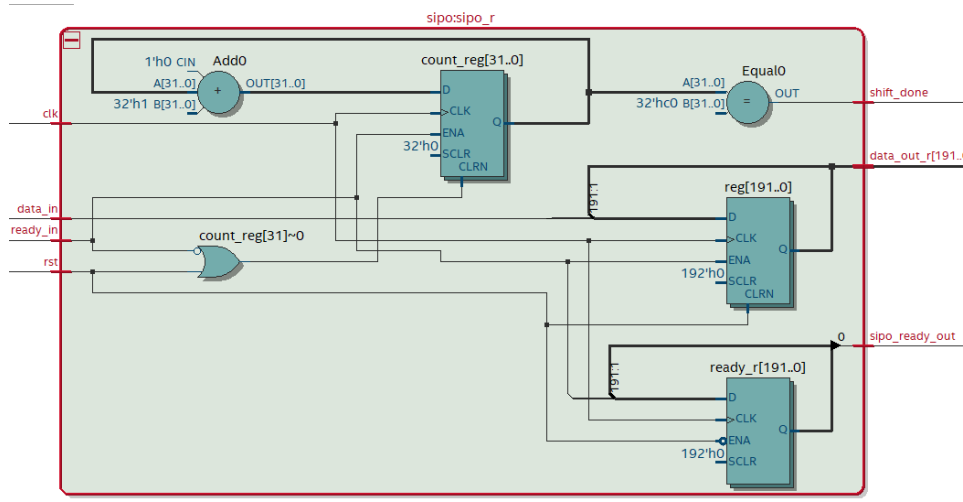 sipo:sipo_r
1'h0 CIN
Add0
A[31..0]
OUT[31..0]
+
32'h1 B[31..0]
count_reg[31..0]
D
CLK
ENA
Q
32'h0
SCLR
CLRN
Equal0
A[31..0]
OUT
=
32'hc0 B[31..0]
shift_done
clk
data_out_r[191..0
191:1
reg[191..0]
D
CLK
ENA
Q
192'h0
SCLR
CLRN
data_in
ready_in
rst
count_reg[31]~0
0
sipo_ready_out
191:1
ready_r[191..0]
D
CLK
ENA
Q
192'h0
SCLR